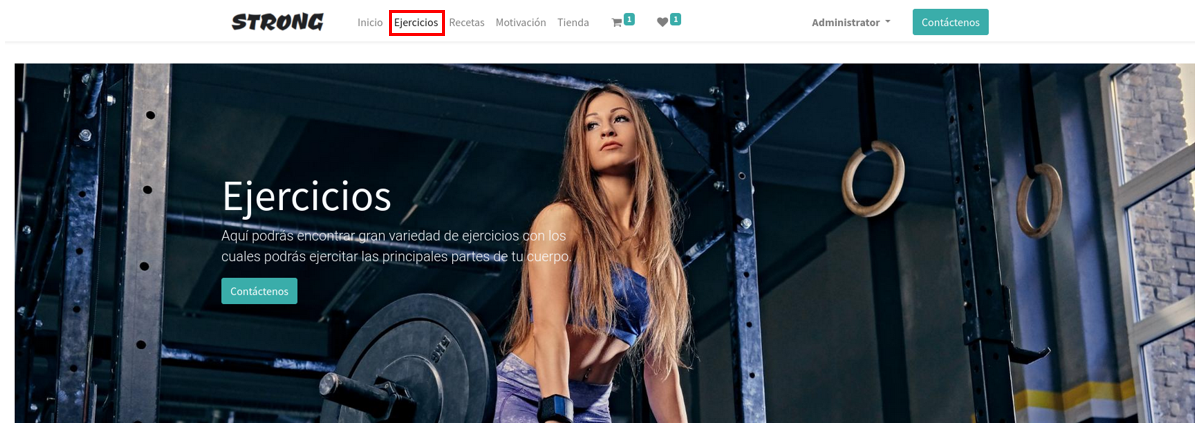 STRONG Inicio Ejercicios Recetas Motivación Tienda 1 1 Administrator Contáctenos
Ejercicios
Aquí podrás encontrar gran variedad de ejercicios con los
cuales podrás ejercitar las principales partes de tu cuerpo.
Contáctenos